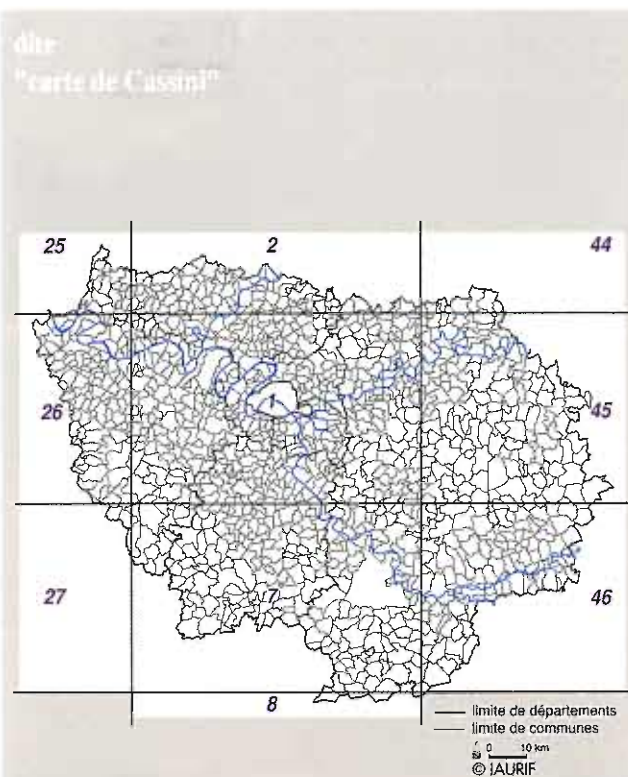 dite
"carte de Cassini"
25 2 44
26 1 45
27 7 46
8
limite de départements
limite de communes
0 10 km
© IAURIF